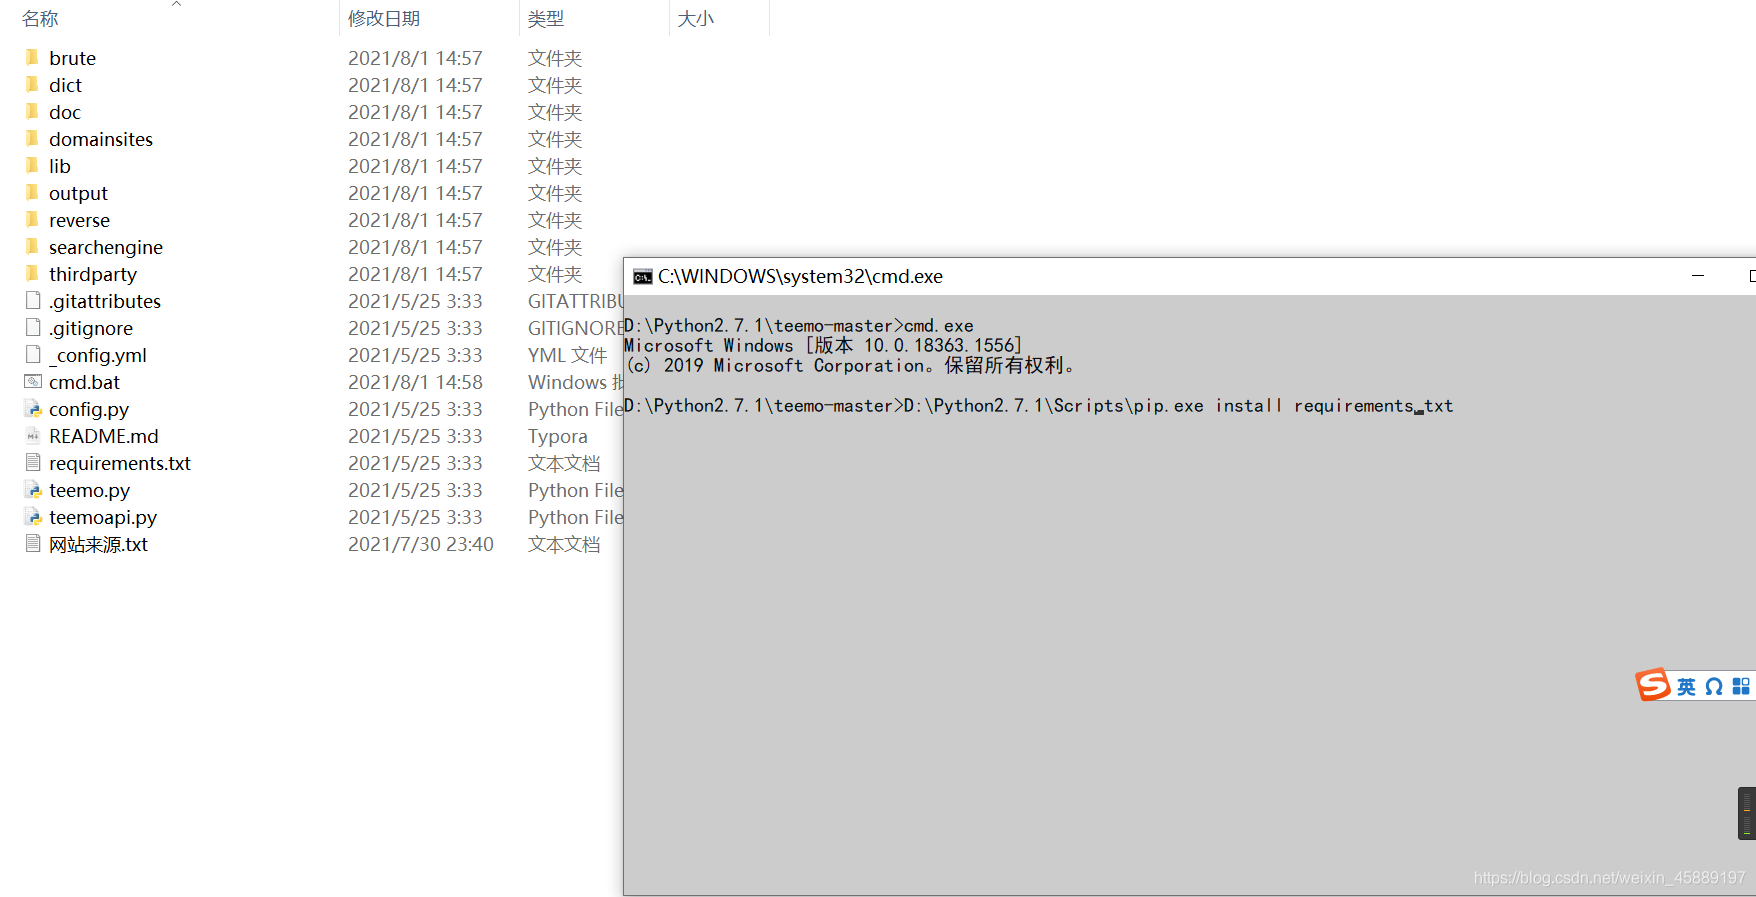 名称 修改日期 类型 大小
brute 2021/8/1 14:57 文件夹
dict 2021/8/1 14:57 文件夹
doc 2021/8/1 14:57 文件夹
domainsites 2021/8/1 14:57 文件夹
lib 2021/8/1 14:57 文件夹
output 2021/8/1 14:57 文件夹
reverse 2021/8/1 14:57 文件夹
searchengine 2021/8/1 14:57 文件夹
thirdparty 2021/8/1 14:57 文件夹
.gitattributes 2021/5/25 3:33 GITATTRIBU
.gitignore 2021/5/25 3:33 GITIGNORE
_config.yml 2021/5/25 3:33 YML 文件
cmd.bat 2021/8/1 14:58 Windows 批
config.py 2021/5/25 3:33 Python File
README.md 2021/5/25 3:33 Typora
requirements.txt 2021/5/25 3:33 文本文档
teemo.py 2021/5/25 3:33 Python File
teemoapi.py 2021/5/25 3:33 Python File
网站来源.txt 2021/7/30 23:40 文本文档
C:\WINDOWS\system32\cmd.exe
D:\Python2.7.1\teemo-master>cmd.exe
Microsoft Windows [版本 10.0.18363.1556]
(c) 2019 Microsoft Corporation。保留所有权利。
D:\Python2.7.1\teemo-master>D:\Python2.7.1\Scripts\pip.exe install requirements.txt
英
https://blog.csdn.net/weixin_45889197